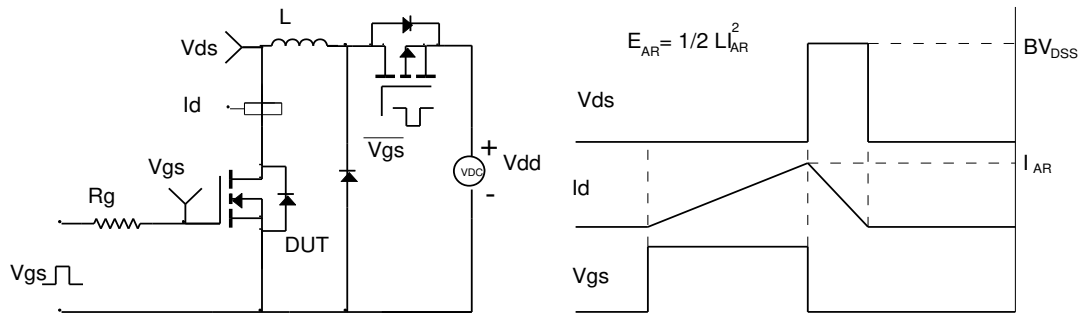 L
Vds
Id
Vgs
Rg
DUT
Vgs
Vgs
+
VDC
Vdd
-
E_AR= 1/2 LI_AR^2
BV_DSS
Vds
I_AR
Id
Vgs